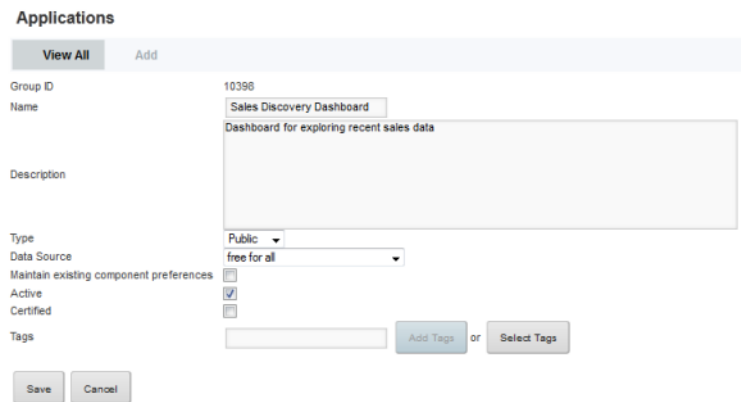 Applications
View All Add
Group ID 10398
Name Sales Discovery Dashboard
Dashboard for exploring recent sales data
Description
Type Public
Data Source free for all
Maintain existing component preferences
Active
Certified
Tags Add Tags or Select Tags
Save Cancel